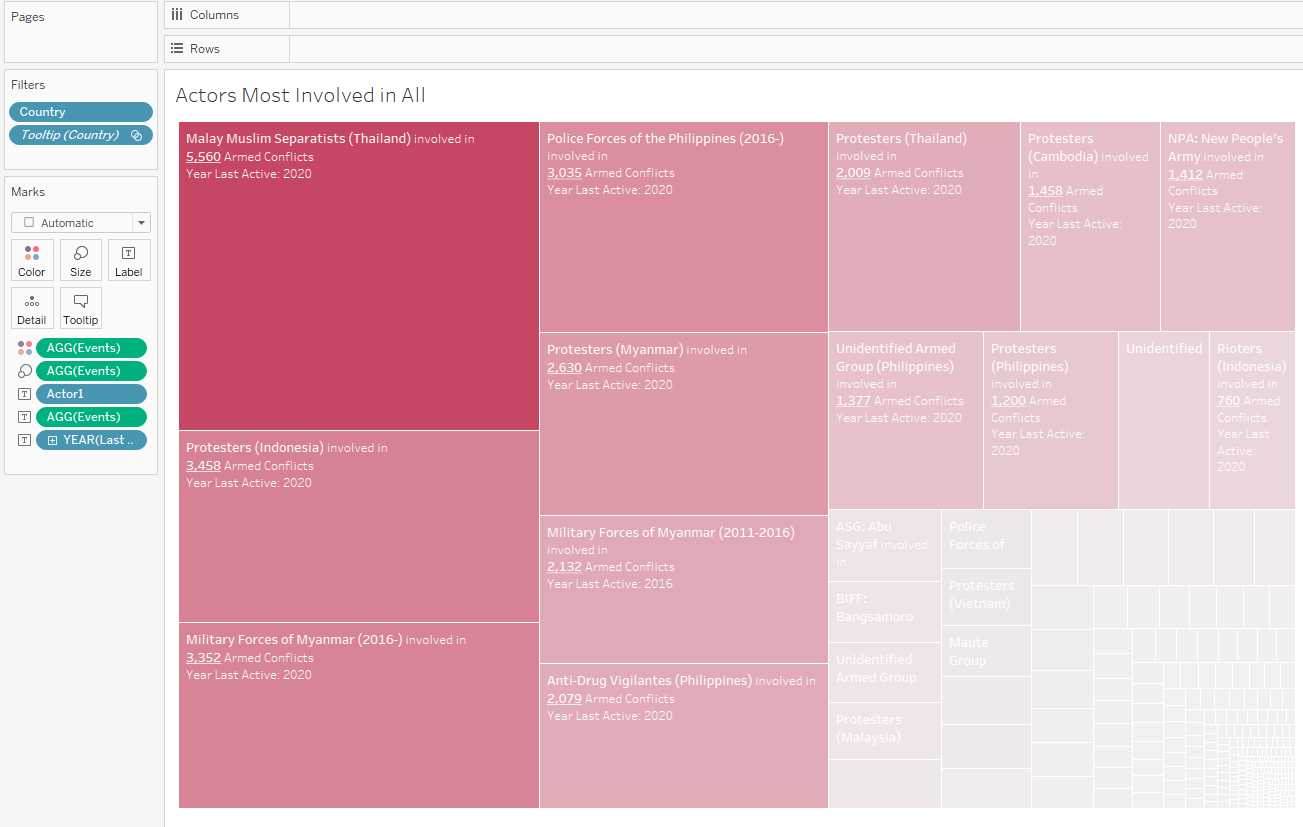 Pages
Columns
Rows
Filters
Country
Tooltip (Country)
Marks
Automatic
Color
Size
Label
Detail
Tooltip
AGG(Events)
AGG(Events)
Actor1
AGG(Events)
YEAR(Last ..
Actors Most Involved in All
Malay Muslim Separatists (Thailand) involved in
5,560 Armed Conflicts
Year Last Active: 2020
Protesters (Indonesia) involved in
3,458 Armed Conflicts
Year Last Active: 2020
Military Forces of Myanmar (2016-) involved in
3,352 Armed Conflicts
Year Last Active: 2020
Police Forces of the Philippines (2016-)
involved in
3,035 Armed Conflicts
Year Last Active: 2020
Protesters (Myanmar) involved in
2,630 Armed Conflicts
Year Last Active: 2020
Military Forces of Myanmar (2011-2016)
involved in
2,132 Armed Conflicts
Year Last Active: 2016
Anti-Drug Vigilantes (Philippines) involved in
2,079 Armed Conflicts
Year Last Active: 2020
Protesters (Thailand)
involved in
2,009 Armed Conflicts
Year Last Active: 2020
Protesters
(Cambodia) involved
in
1,458 Armed
Conflicts
Year Last Active:
2020
NPA: New People's
Army involved in
1,412 Armed
Conflicts
Year Last Active:
2020
Unidentified Armed
Group (Philippines)
involved in
1,377 Armed Conflicts
Year Last Active: 2020
Protesters
(Philippines)
involved in
1,200 Armed
Conflicts
Year Last Active:
2020
Unidentified
Rioters
(Indonesia)
involved in
760 Armed
Conflicts
Year Last
Active:
2020
ASG: Abu
Sayyaf involved
in
BIFF:
Bangsamoro
Unidentified
Armed Group
Protesters
(Malaysia)
Police
Forces of
Protesters
(Vietnam)
Maute
Group